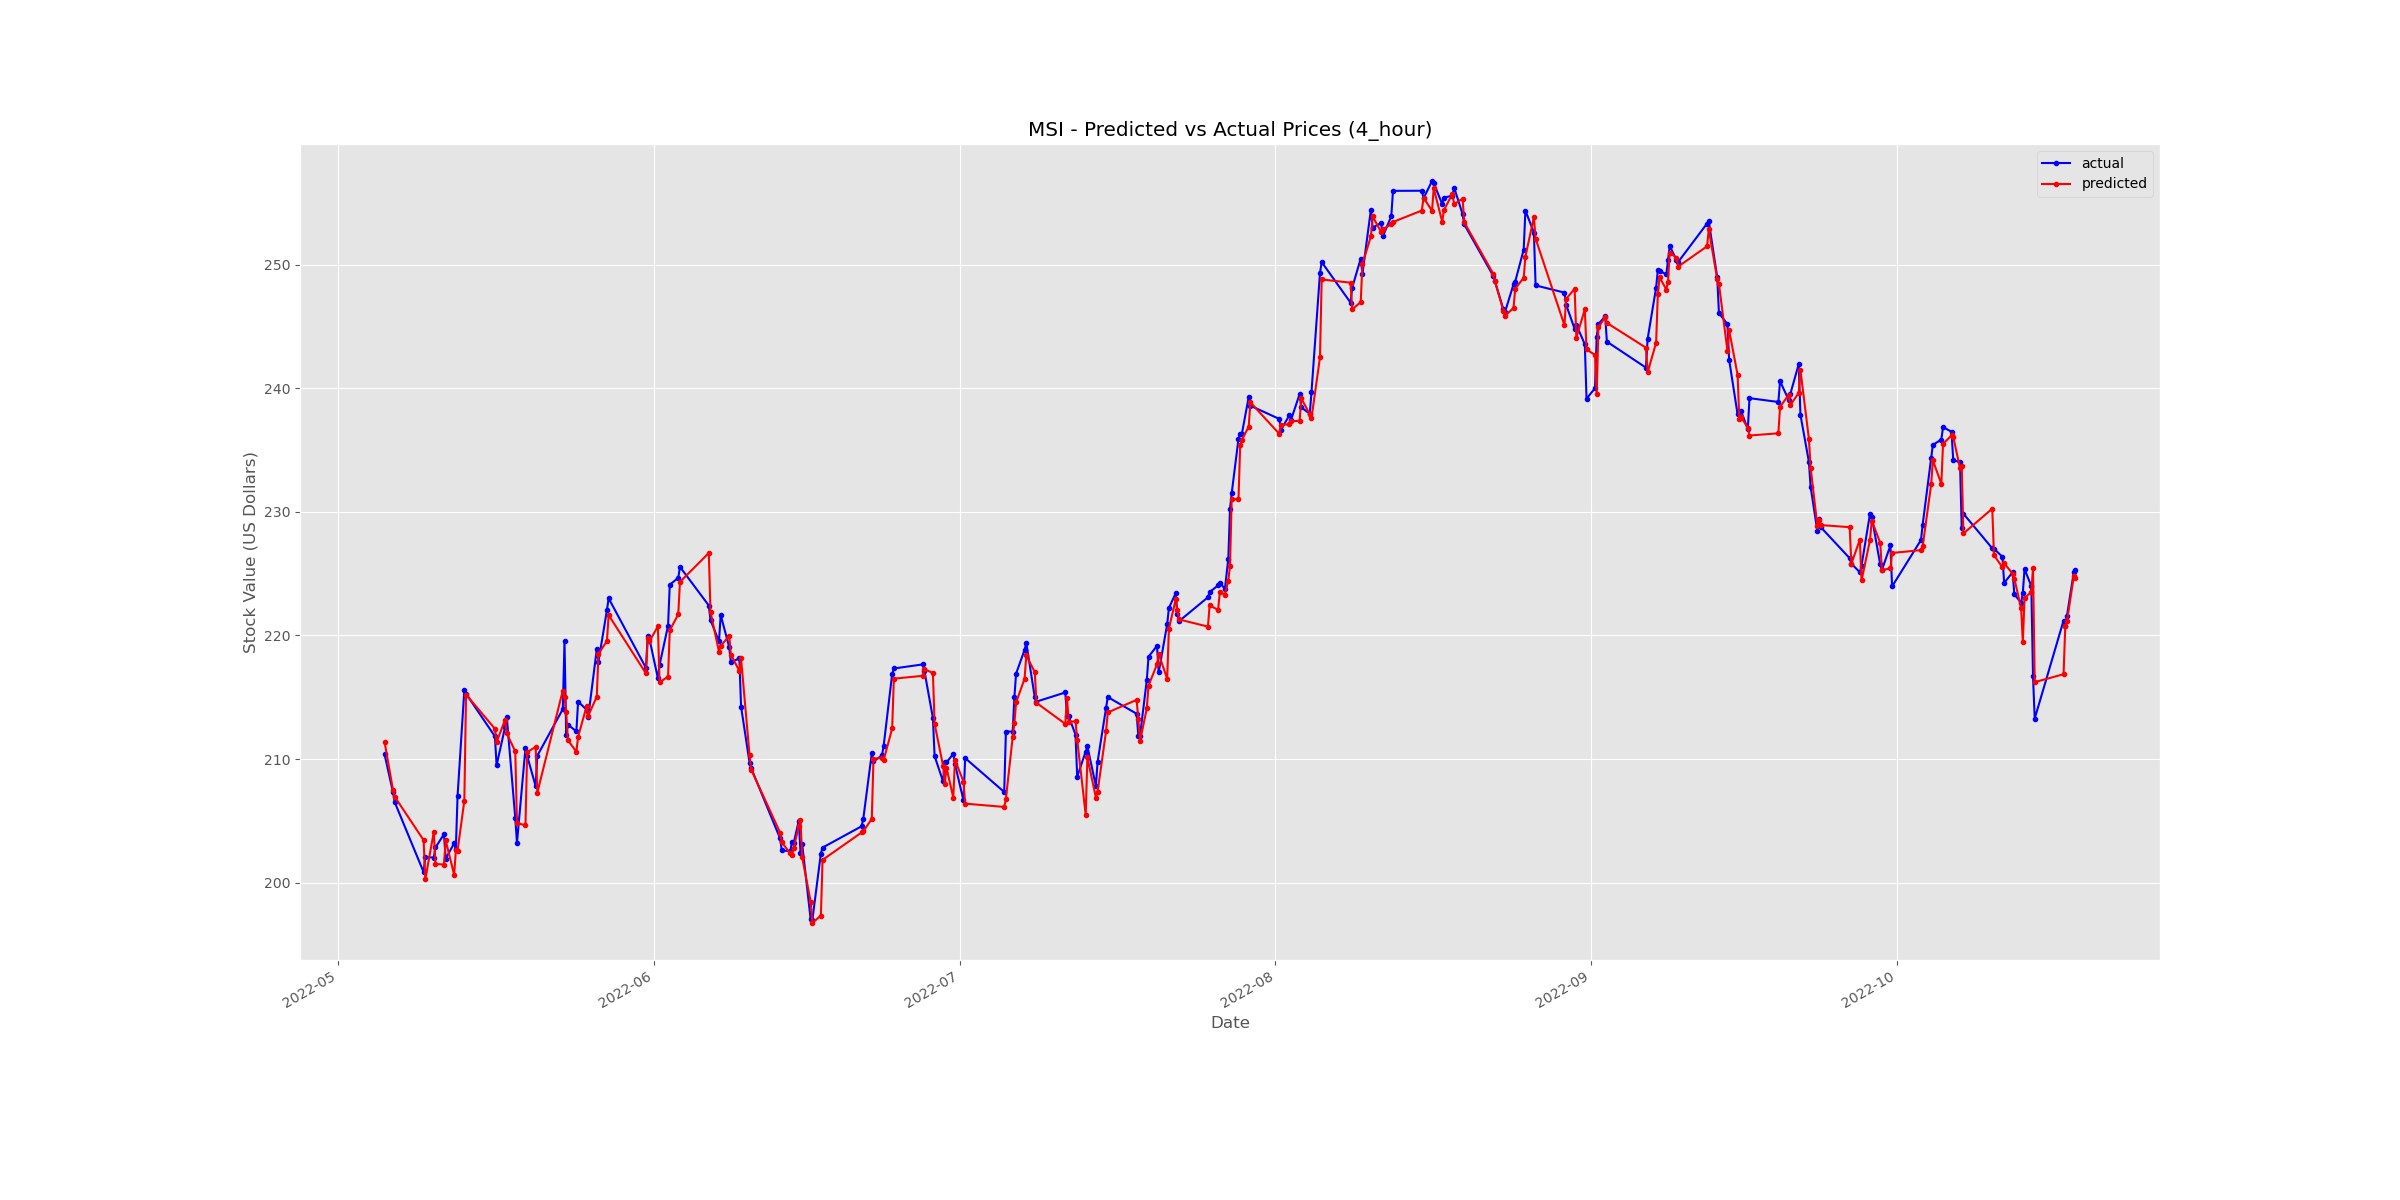 MSI - Predicted vs Actual Prices (4_hour)
actual
predicted
Stock Value (US Dollars)
250
240
230
220
210
200
2022-05
2022-06
2022-07
2022-08
2022-09
2022-10
Date